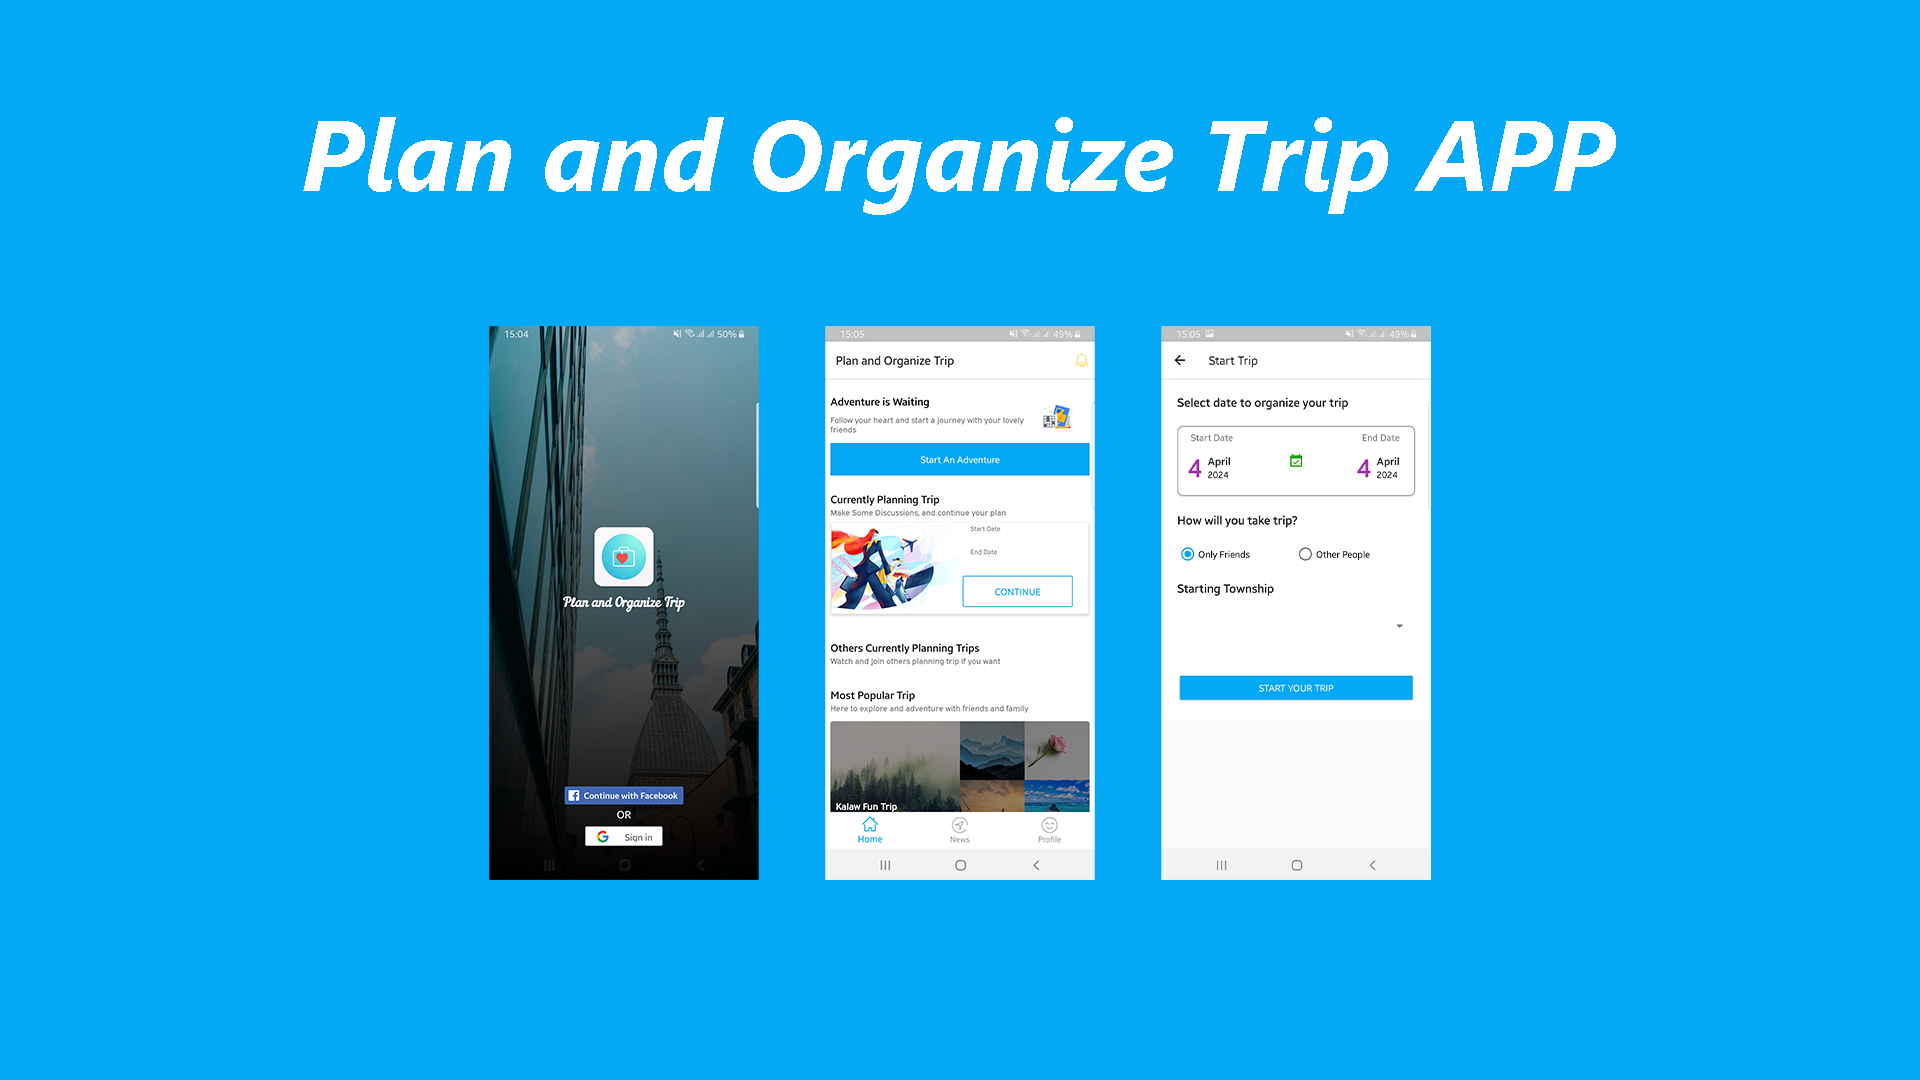 Plan and Organize Trip APP
15:04
50%
Plan and Organize Trip
Continue with Facebook
OR
Sign in
15:05
49%
Plan and Organize Trip
Adventure is Waiting
Follow your heart and start a journey with your lovely
friends
Start An Adventure
Currently Planning Trip
Make Some Discussions, and continue your plan
Start Date
End Date
CONTINUE
Others Currently Planning Trips
Watch and join others planning trip if you want
Most Popular Trip
Here to explore and adventure with friends and family
Kalaw Fun Trip
Home
News
Profile
15:05
49%
Start Trip
Select date to organize your trip
Start Date
End Date
4 April 2024
4 April 2024
How will you take trip?
Only Friends
Other People
Starting Township
START YOUR TRIP